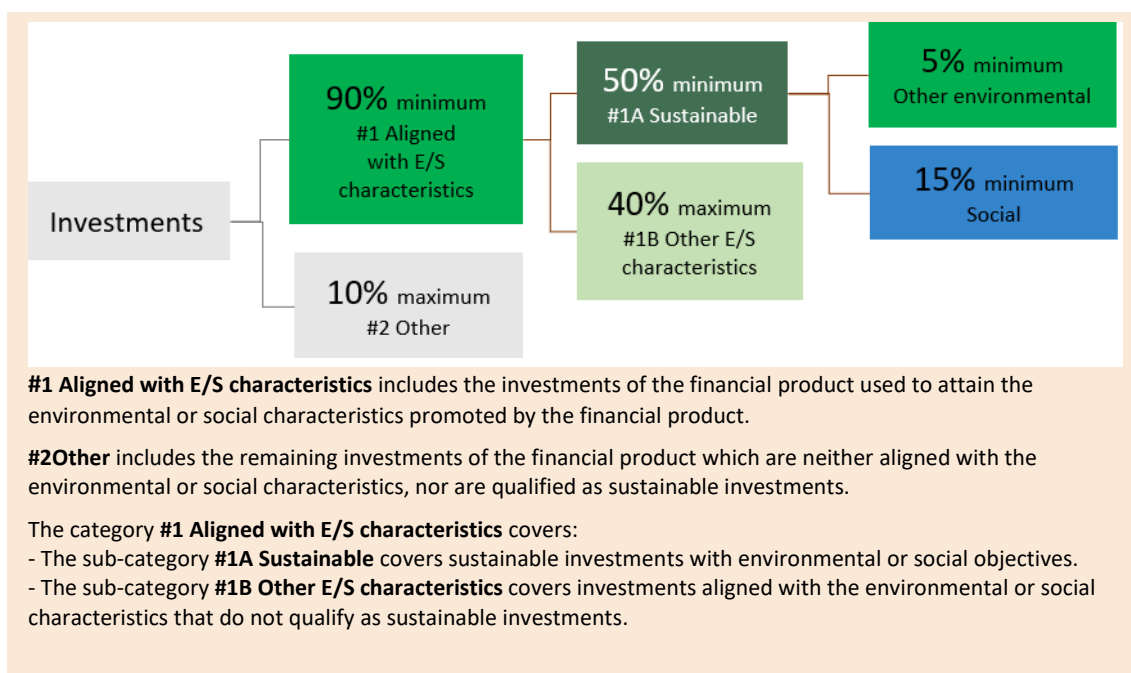 Investments
90% minimum
#1 Aligned
with E/S
characteristics
10% maximum
#2 Other
50% minimum
#1A Sustainable
40% maximum
#1B Other E/S
characteristics
5% minimum
Other environmental
15% minimum
Social
#1 Aligned with E/S characteristics includes the investments of the financial product used to attain the
environmental or social characteristics promoted by the financial product.
#2Other includes the remaining investments of the financial product which are neither aligned with the
environmental or social characteristics, nor are qualified as sustainable investments.
The category #1 Aligned with E/S characteristics covers:
- The sub-category #1A Sustainable covers sustainable investments with environmental or social objectives.
- The sub-category #1B Other E/S characteristics covers investments aligned with the environmental or social
characteristics that do not qualify as sustainable investments.